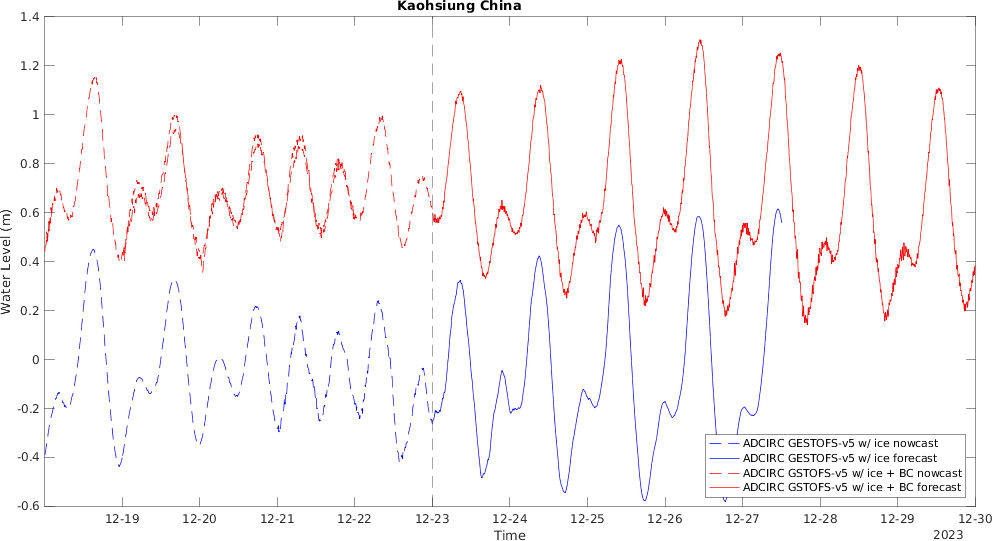 Kaohsiung China
1.4
1.2
1
0.8
0.6
0.4
0.2
0
-0.2
-0.4
-0.6
Water Level (m)
ADCIRC GESTOFS-v5 w/ ice nowcast
ADCIRC GESTOFS-v5 w/ ice forecast
ADCIRC GSTOFS-v5 w/ ice + BC nowcast
ADCIRC GSTOFS-v5 w/ ice + BC forecast
12-19 12-20 12-21 12-22 12-23 12-24 12-25 12-26 12-27 12-28 12-29 12-30
Time
2023